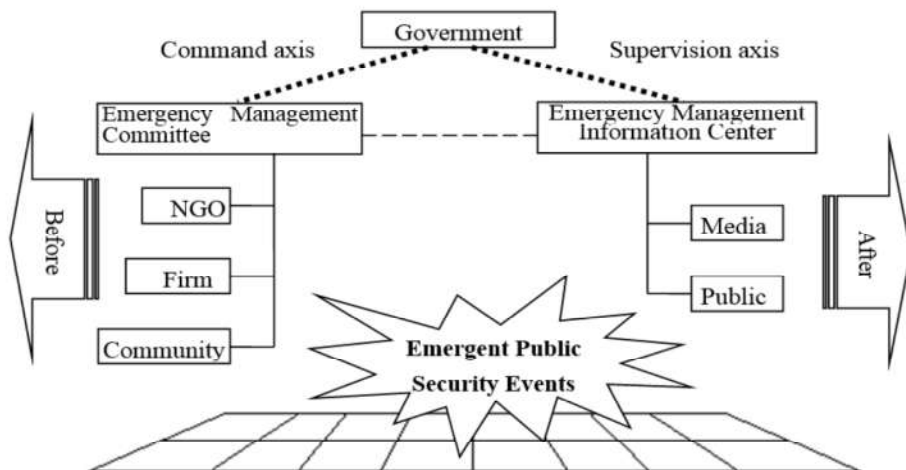 Government
Command axis
Supervision axis
Emergency Management
Committee
Emergency Management
Information Center
Before
NGO
Firm
Community
Media
Public
After
Emergent Public
Security Events